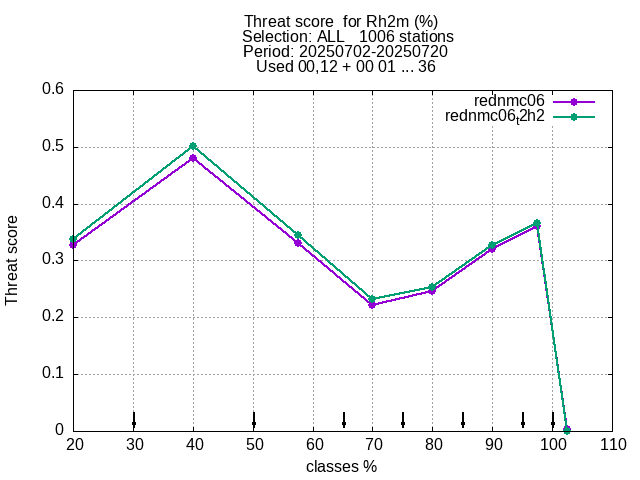 Threat score  for Rh2m (%)
Selection: ALL   1006 stations
Period: 20250702-20250720
Used 00,12 + 00 01 ... 36
rednmc06
rednmc06t2h2
0.6
0.5
0.4
0.3
0.2
0.1
0
Threat score
20 30 40 50 60 70 80 90 100 110
classes %